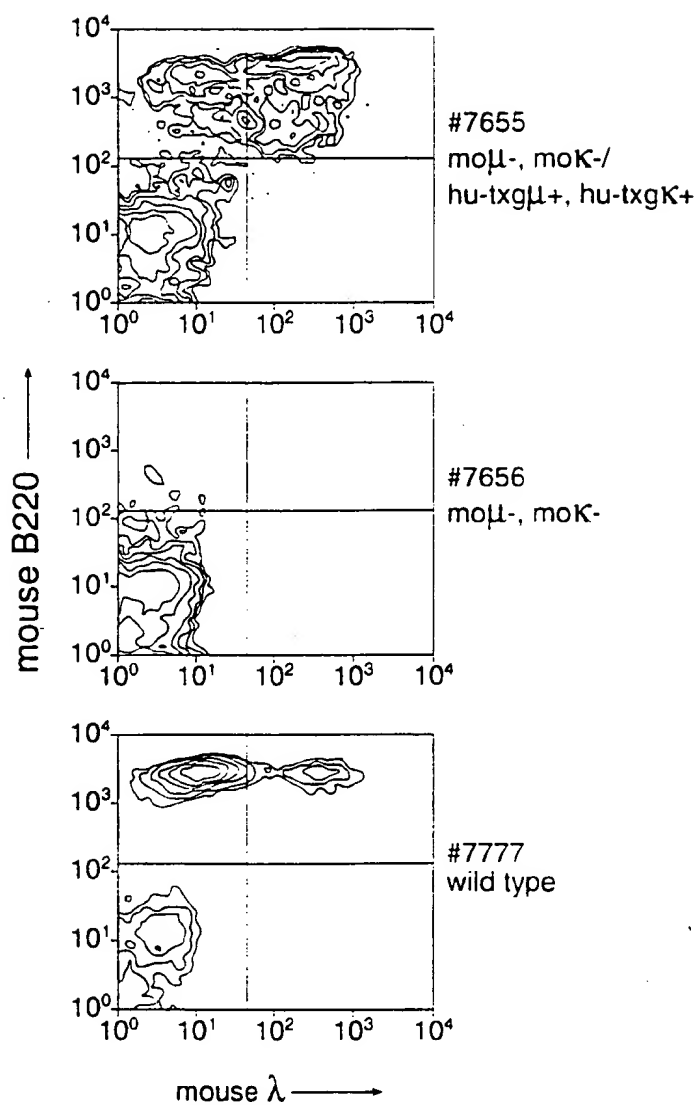 10⁴
10³
10²
10¹
10⁰
10⁰ 10¹ 10² 10³ 10⁴
#7655
moμ-, moκ-/
hu-txgμ+, hu-txgκ+
10⁴
10³
10²
10¹
10⁰
10⁰ 10¹ 10² 10³ 10⁴
#7656
moμ-, moκ-
mouse B220
10⁴
10³
10²
10¹
10⁰
10⁰ 10¹ 10² 10³ 10⁴
#7777
wild type
mouse λ